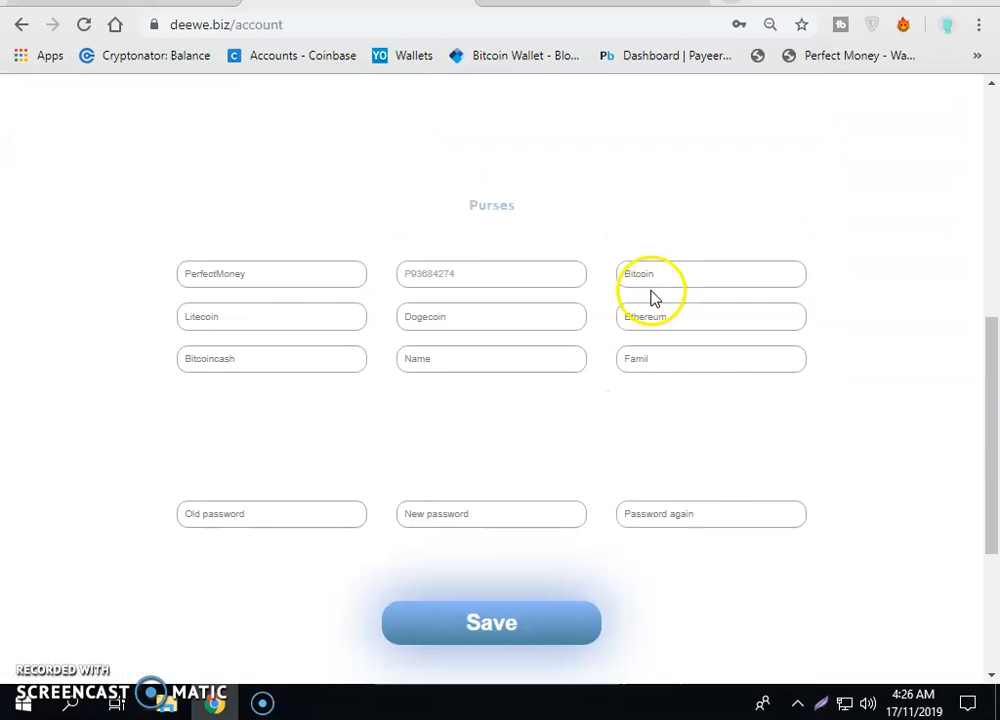 deewe.biz/account
Apps Cryptonator: Balance Accounts - Coinbase YO Wallets Bitcoin Wallet - Blo... Pb Dashboard | Payeer... Perfect Money - Wa... »
Purses
PerfectMoney P93684274 Bitcoin
Litecoin Dogecoin Ethereum
Bitcoincash Name Famil
Old password New password Password again
Save
RECORDED WITH
SCREENCAST MATIC
4:26 AM
17/11/2019